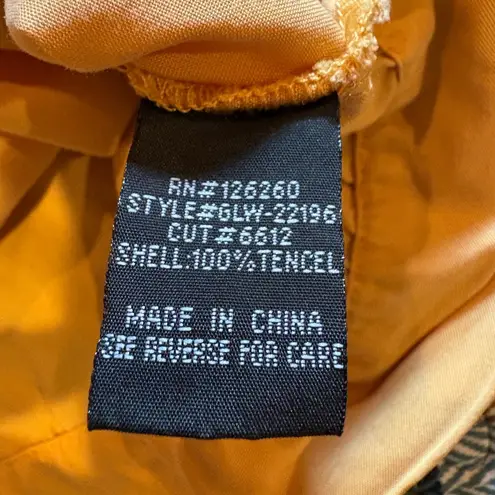 RN#126260
STYLE#GLW-22196
CUT#6612
SHELL:100%TENCEL
MADE IN CHINA
SEE REVERSE FOR CARE